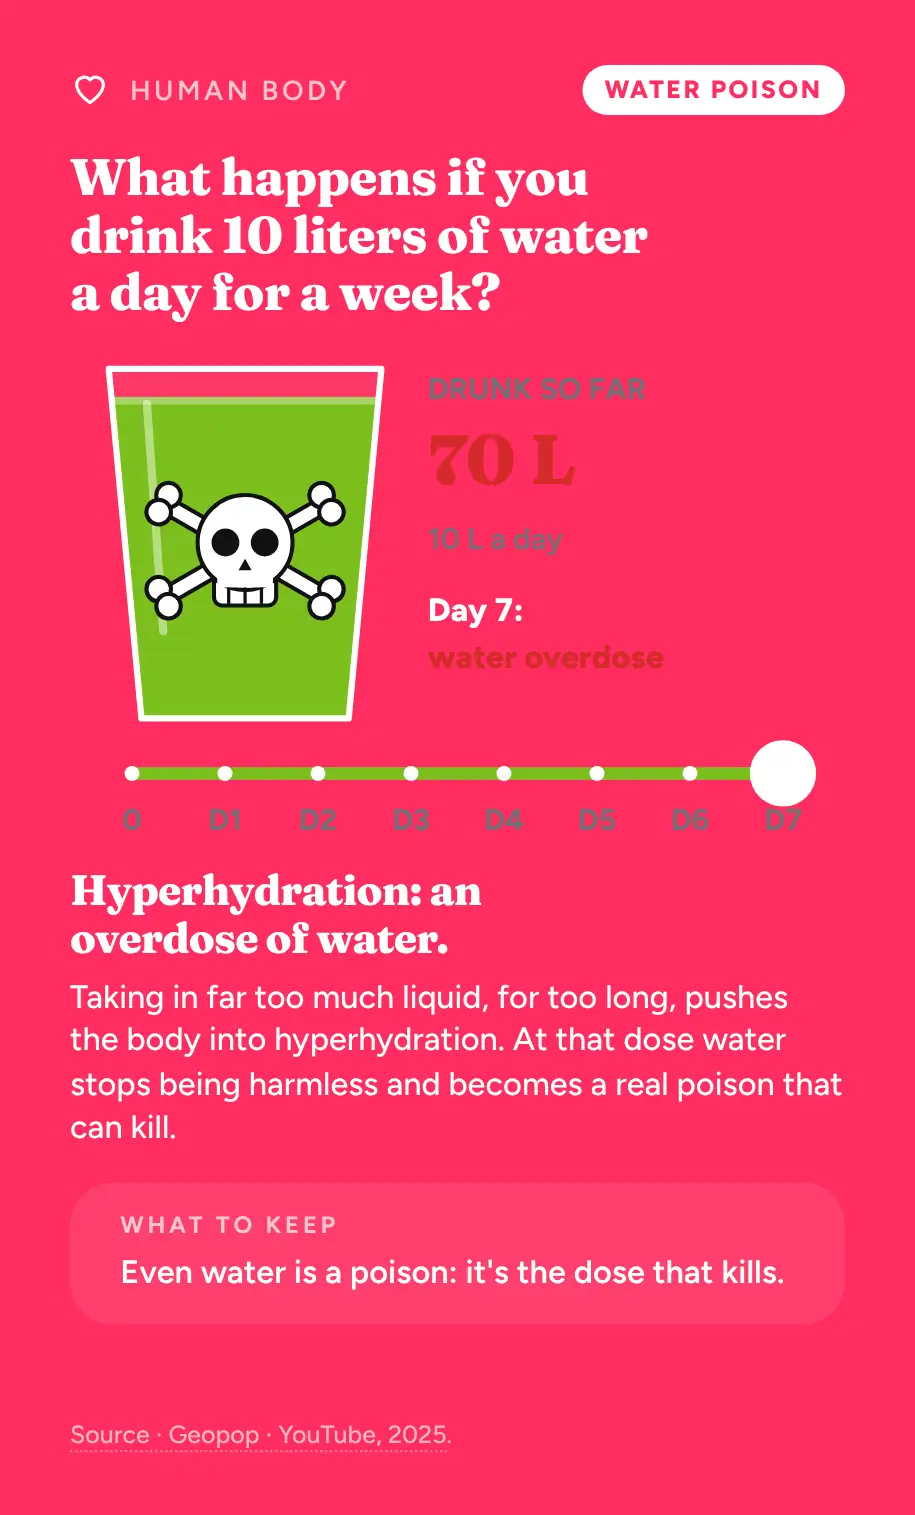 HUMAN BODY
WATER POISON
What happens if you
drink 10 liters of water
a day for a week?
DRUNK SO FAR
70 L
10 L a day
Day 7:
water overdose
0 D1 D2 D3 D4 D5 D6 D7
Hyperhydration: an
overdose of water.
Taking in far too much liquid, for too long, pushes
the body into hyperhydration. At that dose water
stops being harmless and becomes a real poison that
can kill.
WHAT TO KEEP
Even water is a poison: it's the dose that kills.
Source · Geopop · YouTube, 2025.